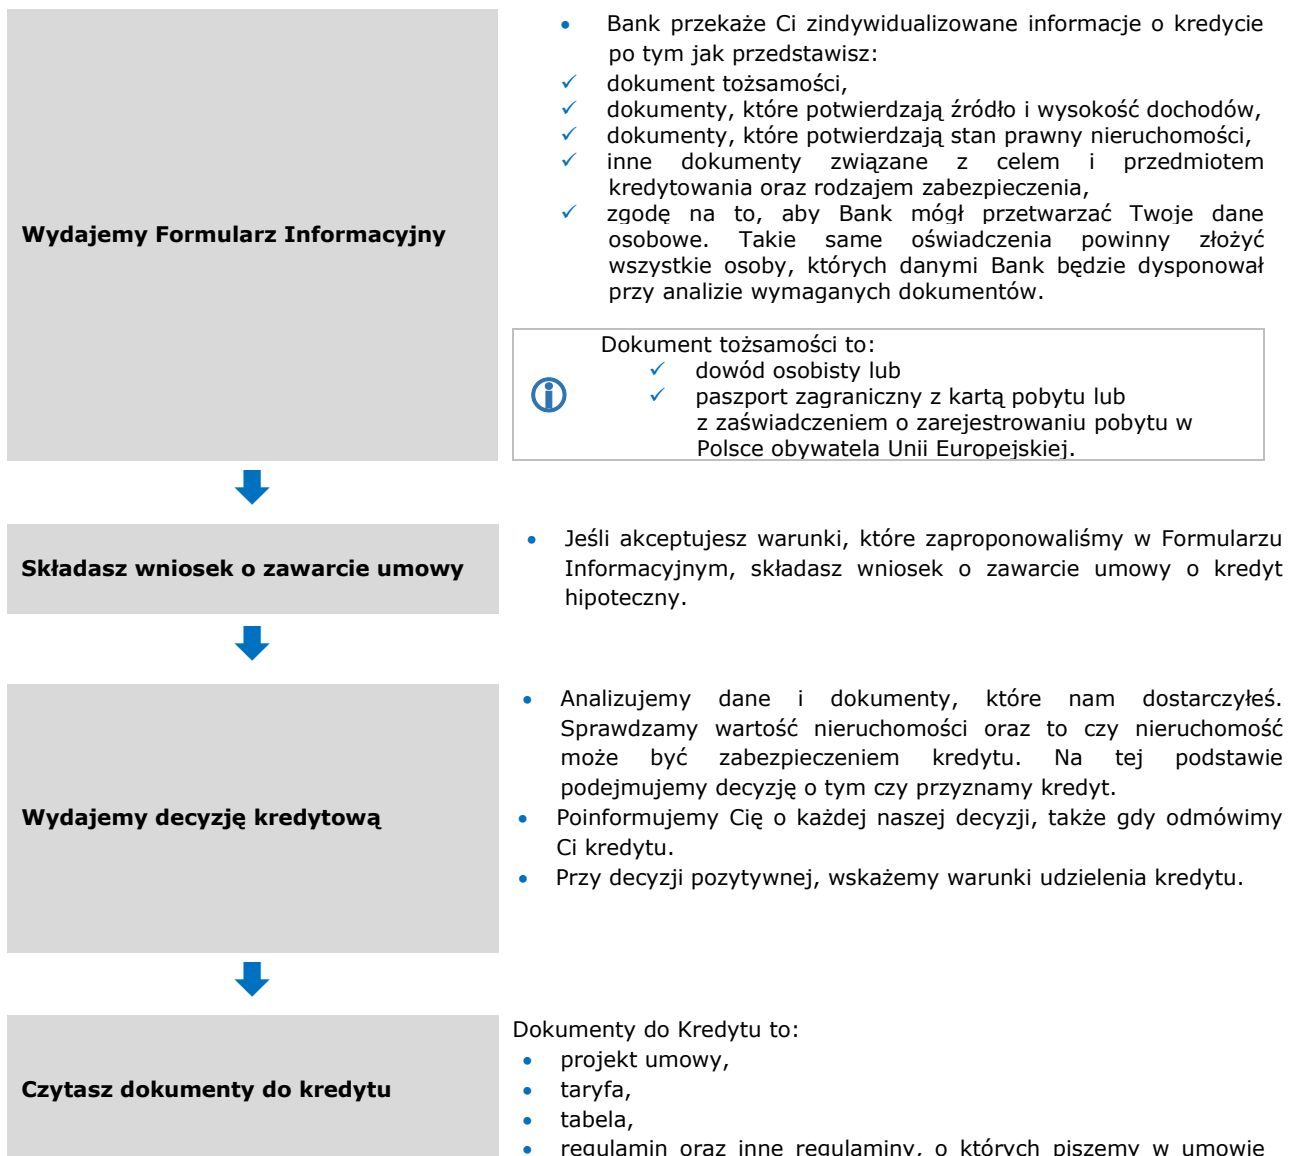 Wydajemy Formularz Informacyjny
• Bank przekaże Ci zindywidualizowane informacje o kredycie
po tym jak przedstawisz:
✓ dokument tożsamości,
✓ dokumenty, które potwierdzają źródło i wysokość dochodów,
✓ dokumenty, które potwierdzają stan prawny nieruchomości,
✓ inne dokumenty związane z celem i przedmiotem
kredytowania oraz rodzajem zabezpieczenia,
✓ zgodę na to, aby Bank mógł przetwarzać Twoje dane
osobowe. Takie same oświadczenia powinny złożyć
wszystkie osoby, których danymi Bank będzie dysponował
przy analizie wymaganych dokumentów.
Dokument tożsamości to:
✓ dowód osobisty lub
✓ paszport zagraniczny z kartą pobytu lub
z zaświadczeniem o zarejestrowaniu pobytu w
Polsce obywatela Unii Europejskiej.
Składasz wniosek o zawarcie umowy
• Jeśli akceptujesz warunki, które zaproponowaliśmy w Formularzu
Informacyjnym, składasz wniosek o zawarcie umowy o kredyt
hipoteczny.
Wydajemy decyzję kredytową
• Analizujemy dane i dokumenty, które nam dostarczyłeś.
Sprawdzamy wartość nieruchomości oraz to czy nieruchomość
może być zabezpieczeniem kredytu. Na tej podstawie
podejmujemy decyzję o tym czy przyznamy kredyt.
• Poinformujemy Cię o każdej naszej decyzji, także gdy odmówimy
Ci kredytu.
• Przy decyzji pozytywnej, wskażemy warunki udzielenia kredytu.
Czytasz dokumenty do kredytu
Dokumenty do Kredytu to:
• projekt umowy,
• taryfa,
• tabela,
• regulamin oraz inne regulaminy, o których piszemy w umowie